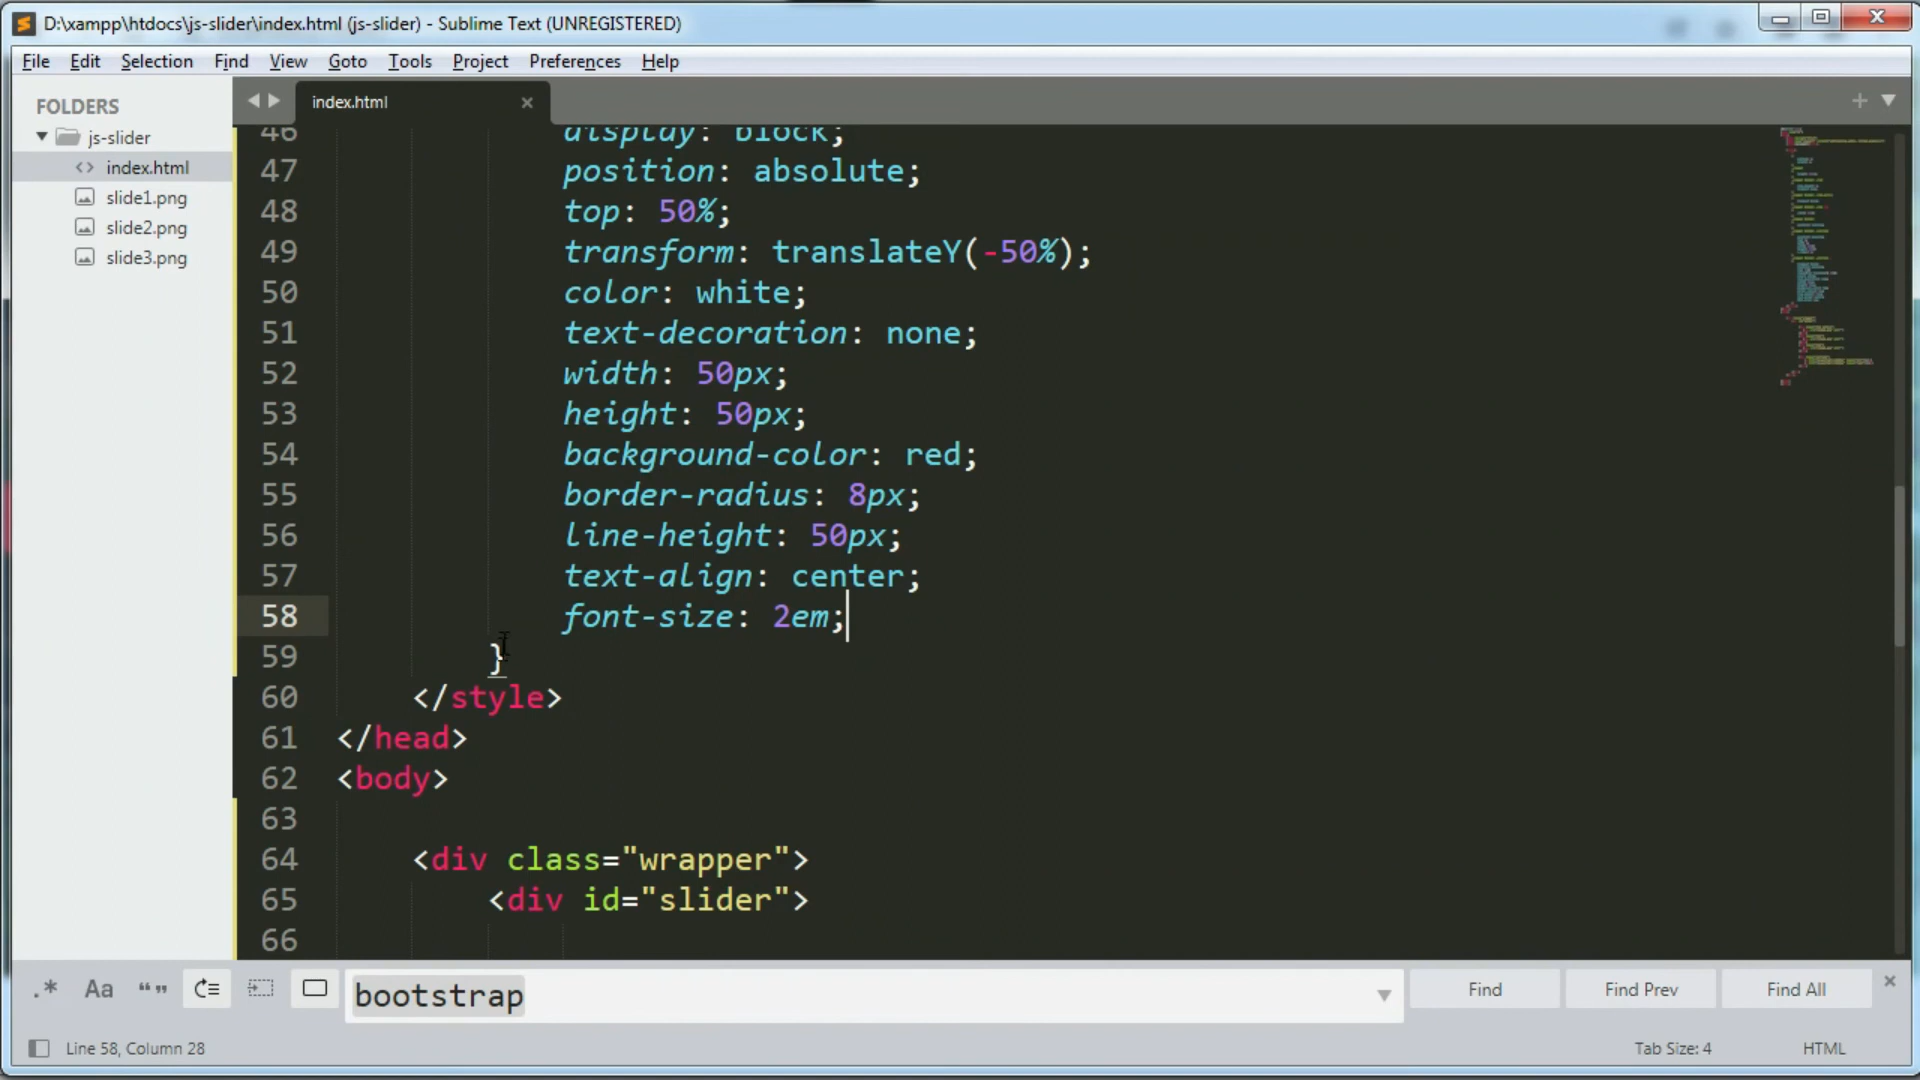 D:\xampp\htdocs\js-slider\index.html (js-slider) - Sublime Text (UNREGISTERED)
File Edit Selection Find View Goto Tools Project Preferences Help
FOLDERS
js-slider
index.html
slide1.png
slide2.png
slide3.png
index.html
46 display: block;
47 position: absolute;
48 top: 50%;
49 transform: translateY(-50%);
50 color: white;
51 text-decoration: none;
52 width: 50px;
53 height: 50px;
54 background-color: red;
55 border-radius: 8px;
56 line-height: 50px;
57 text-align: center;
58 font-size: 2em;
59 }
60 </style>
61 </head>
62 <body>
63
64 <div class="wrapper">
65 <div id="slider">
66
.* Aa “” bootstrap Find Find Prev Find All
Line 58, Column 28 Tab Size: 4 HTML